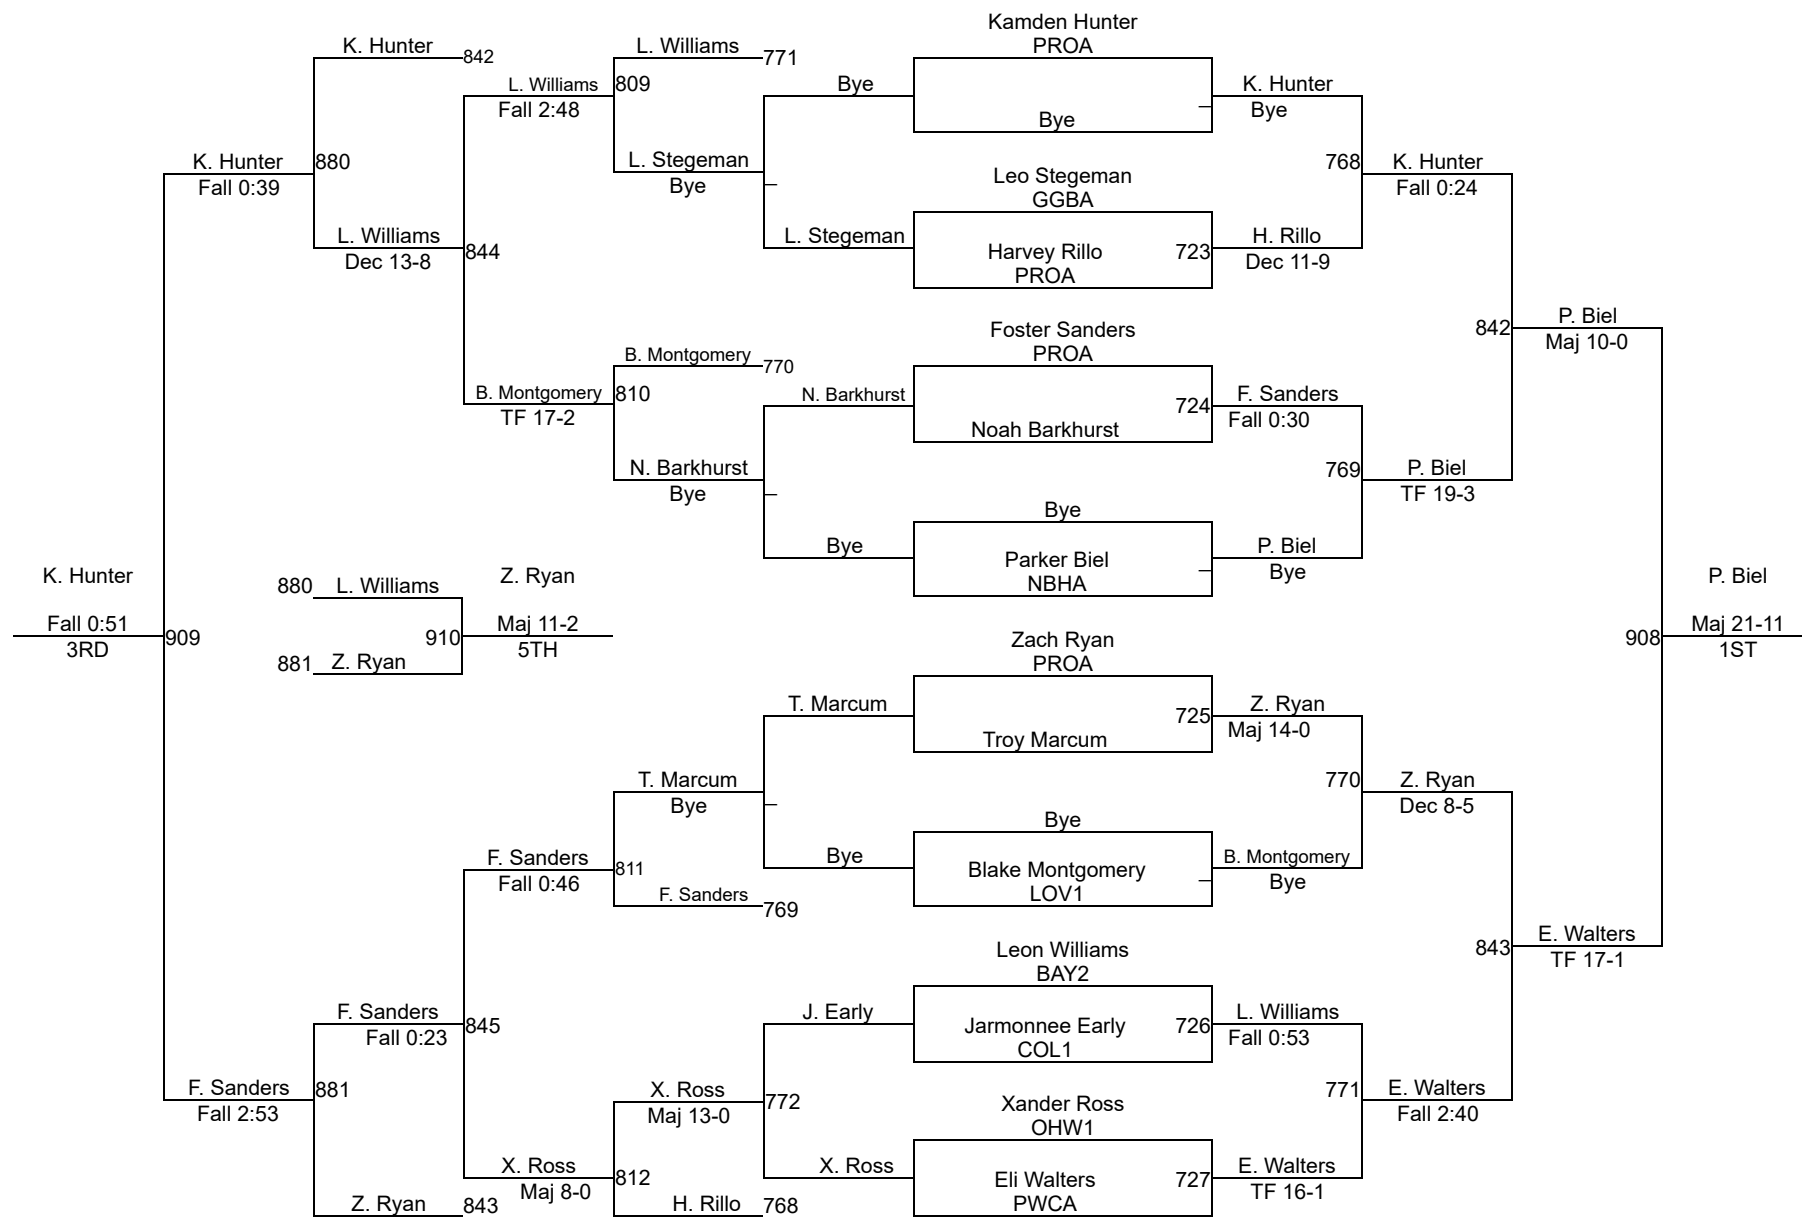 Kamden Hunter
K. Hunter
L. Williams
PROA
842
771
L. Williams
809
Bye
K. Hunter
Fall 2:48
Bye
Bye
L. Stegeman
K. Hunter
880
768
K. Hunter
Fall 0:39
Bye
Leo Stegeman
Fall 0:24
GGBA
L. Williams
L. Stegeman
H. Rillo
844
Harvey Rillo
723
Dec 13-8
Dec 11-9
PROA
P. Biel
842
Foster Sanders
Maj 10-0
B. Montgomery
PROA
770
B. Montgomery
810
N. Barkhurst
724
F. Sanders
TF 17-2
Noah Barkhurst
Fall 0:30
N. Barkhurst
769
P. Biel
Bye
TF 19-3
Bye
Bye
Parker Biel
P. Biel
NBHA
Bye
K. Hunter
880
L. Williams
Z. Ryan
P. Biel
Fall 0:51
Maj 11-2
Maj 21-11
909
910
908
3RD
5TH
1ST
881
Z. Ryan
Zach Ryan
PROA
T. Marcum
725
Z. Ryan
Troy Marcum
Maj 14-0
T. Marcum
770
Z. Ryan
Bye
Dec 8-5
Bye
F. Sanders
811
Bye
Blake Montgomery
B. Montgomery
Fall 0:46
LOV1
Bye
F. Sanders
769
E. Walters
843
Leon Williams
TF 17-1
BAY2
F. Sanders
845
J. Early
Jarmonnee Early
726
L. Williams
Fall 0:23
COL1
Fall 0:53
F. Sanders
881
X. Ross
771
E. Walters
Fall 2:53
Maj 13-0
772
Xander Ross
Fall 2:40
OHW1
X. Ross
812
X. Ross
Eli Walters
727
E. Walters
Maj 8-0
PWCA
TF 16-1
Z. Ryan
843
H. Rillo
768